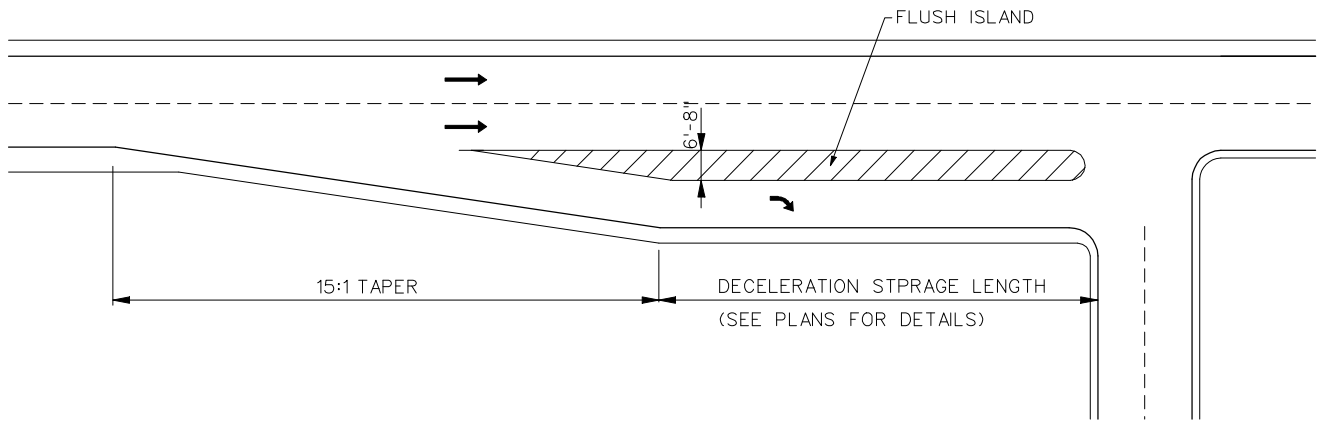 FLUSH ISLAND
6'-8"
15:1 TAPER
DECELERATION STPRAGE LENGTH
(SEE PLANS FOR DETAILS)